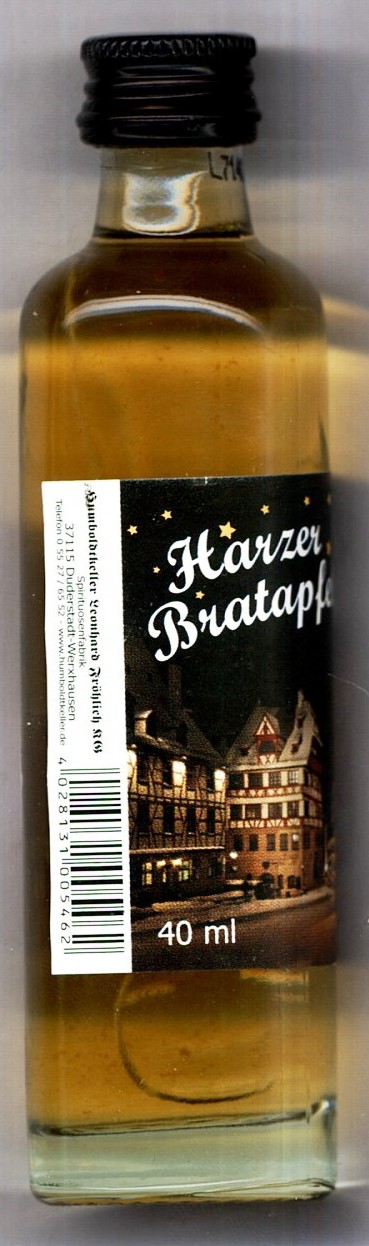 L714
Harzer
Bratapfe
40 ml
Humboldtkeller Leonhard Fröhlich KG
Spirituosenfabrik
37115 Duderstadt-Werxhausen
Telefon 0 55 27 / 65 52 · www.humboldtkeller.de
4 028131 005462